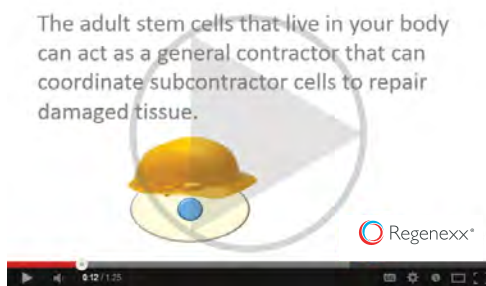 The adult stem cells that live in your body
can act as a general contractor that can
coordinate subcontractor cells to repair
damaged tissue.
Regenexx®
0:12 / 1:25